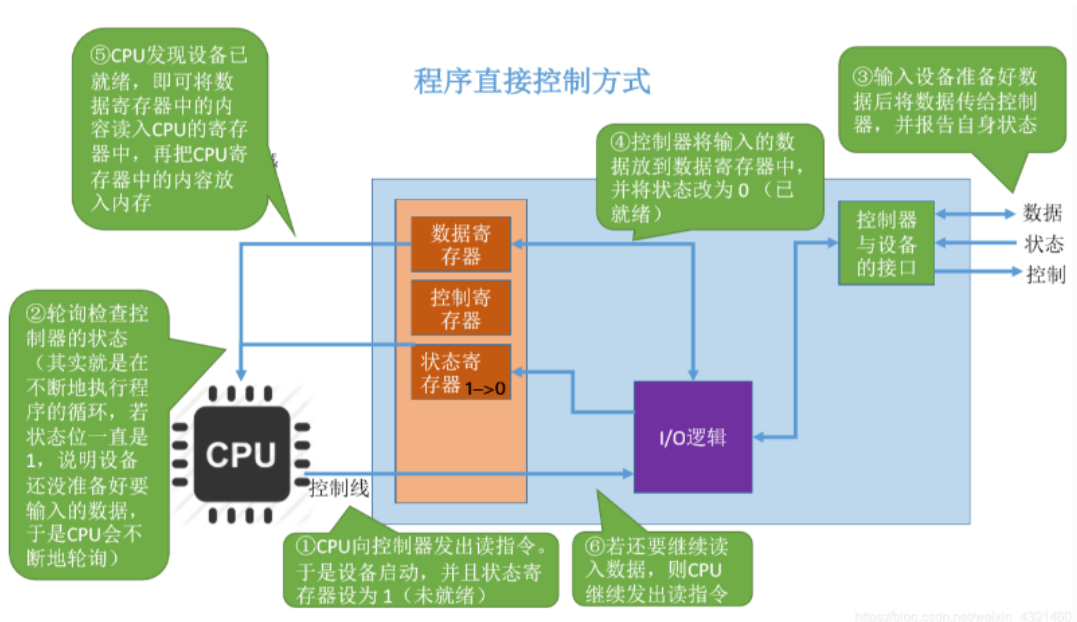 程序直接控制方式
⑤CPU发现设备已
就绪，即可将数
据寄存器中的内
容读入CPU的寄存
器中，再把CPU寄
存器中的内容放
入内存
③输入设备准备好数
据后将数据传给控制
器，并报告自身状态
④控制器将输入的数
据放到数据寄存器中，
并将状态改为 0 （已
就绪）
数据寄
存器
控制寄
存器
状态寄
存器 1–>0
控制器
与设备
的接口
数据
状态
控制
②轮询检查控
制器的状态
（其实就是在
不断地执行程
序的循环，若
状态位一直是
1，说明设备
还没准备好要
输入的数据，
于是CPU会不
断地轮询）
CPU
I/O逻辑
控制线
①CPU向控制器发出读指令。
于是设备启动，并且状态寄
存器设为 1（未就绪）
⑥若还要继续读
入数据，则CPU
继续发出读指令
https://blog.csdn.net/weixin_4391460